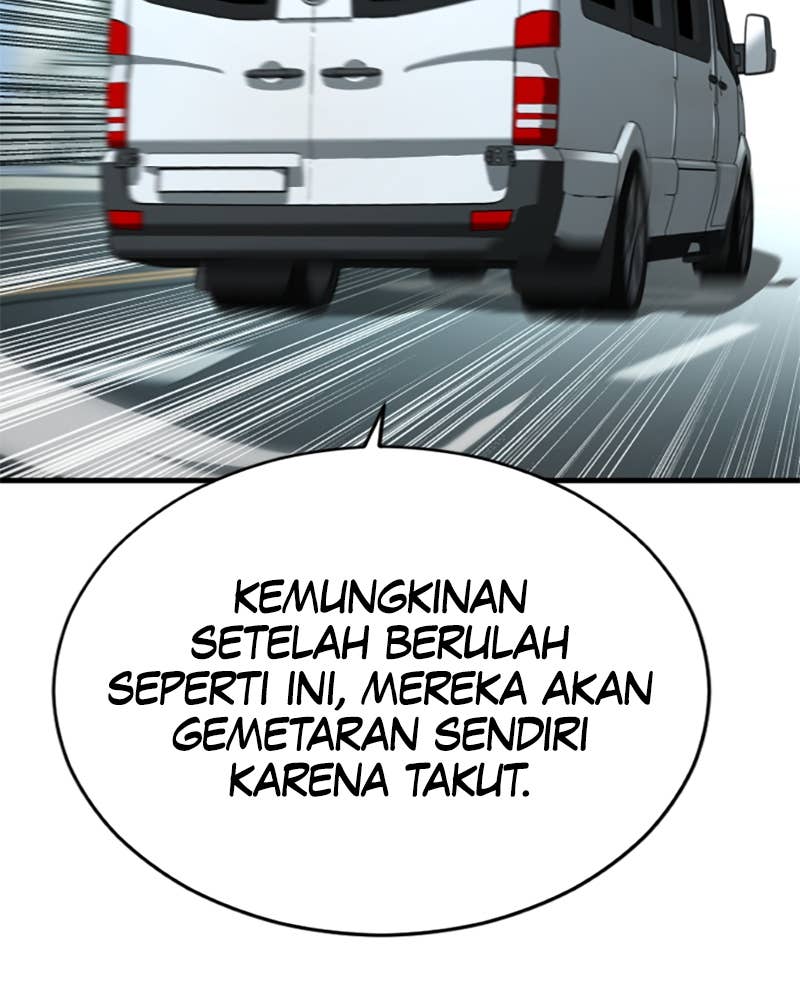 KEMUNGKINAN
SETELAH BERULAH
SEPERTI INI, MEREKA AKAN
GEMETARAN SENDIRI
KARENA TAKUT.